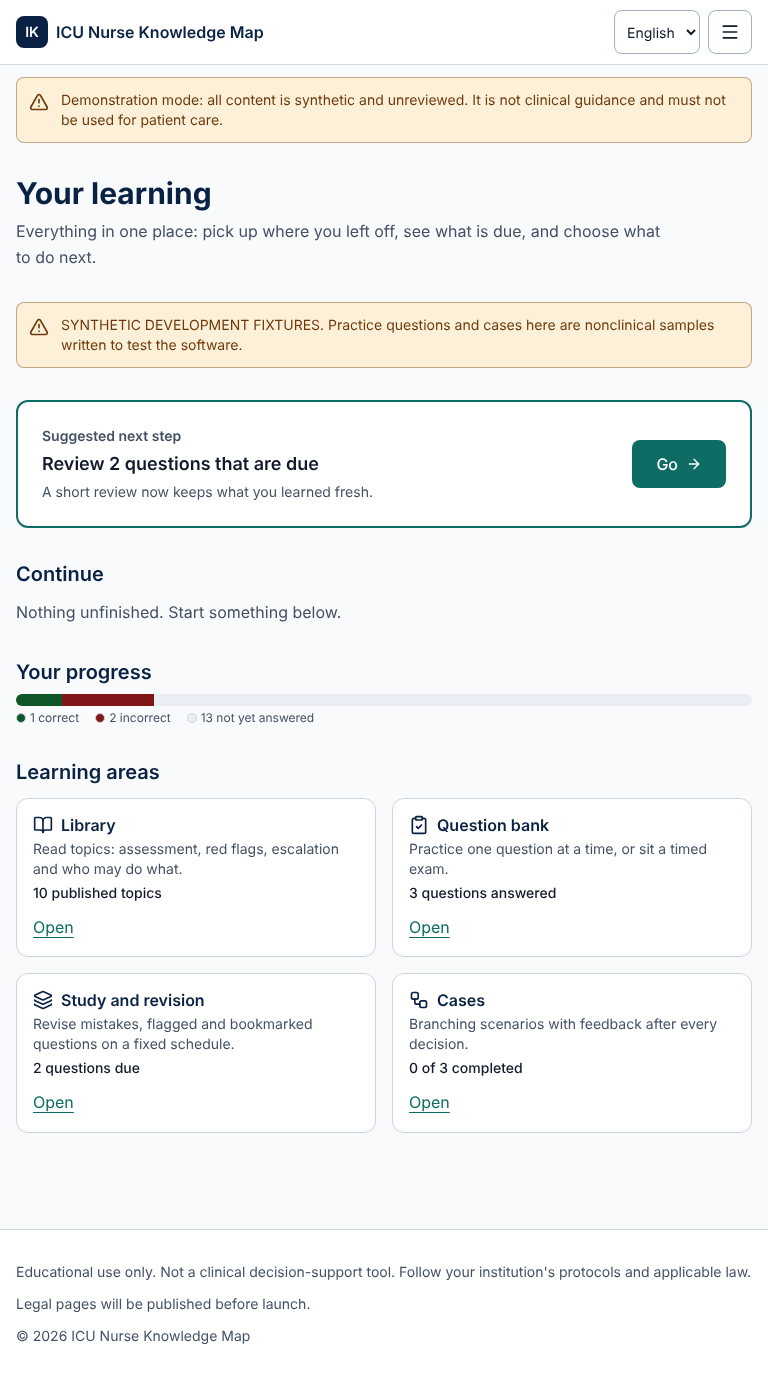 IK
ICU Nurse Knowledge Map
English
Demonstration mode: all content is synthetic and unreviewed. It is not clinical guidance and must not
be used for patient care.
Your learning
Everything in one place: pick up where you left off, see what is due, and choose what
to do next.
SYNTHETIC DEVELOPMENT FIXTURES. Practice questions and cases here are nonclinical samples
written to test the software.
Suggested next step
Review 2 questions that are due
A short review now keeps what you learned fresh.
Go
Continue
Nothing unfinished. Start something below.
Your progress
1 correct
2 incorrect
13 not yet answered
Learning areas
Library
Read topics: assessment, red flags, escalation
and who may do what.
10 published topics
Open
Question bank
Practice one question at a time, or sit a timed
exam.
3 questions answered
Open
Study and revision
Revise mistakes, flagged and bookmarked
questions on a fixed schedule.
2 questions due
Open
Cases
Branching scenarios with feedback after every
decision.
0 of 3 completed
Open
Educational use only. Not a clinical decision-support tool. Follow your institution's protocols and applicable law.
Legal pages will be published before launch.
© 2026 ICU Nurse Knowledge Map